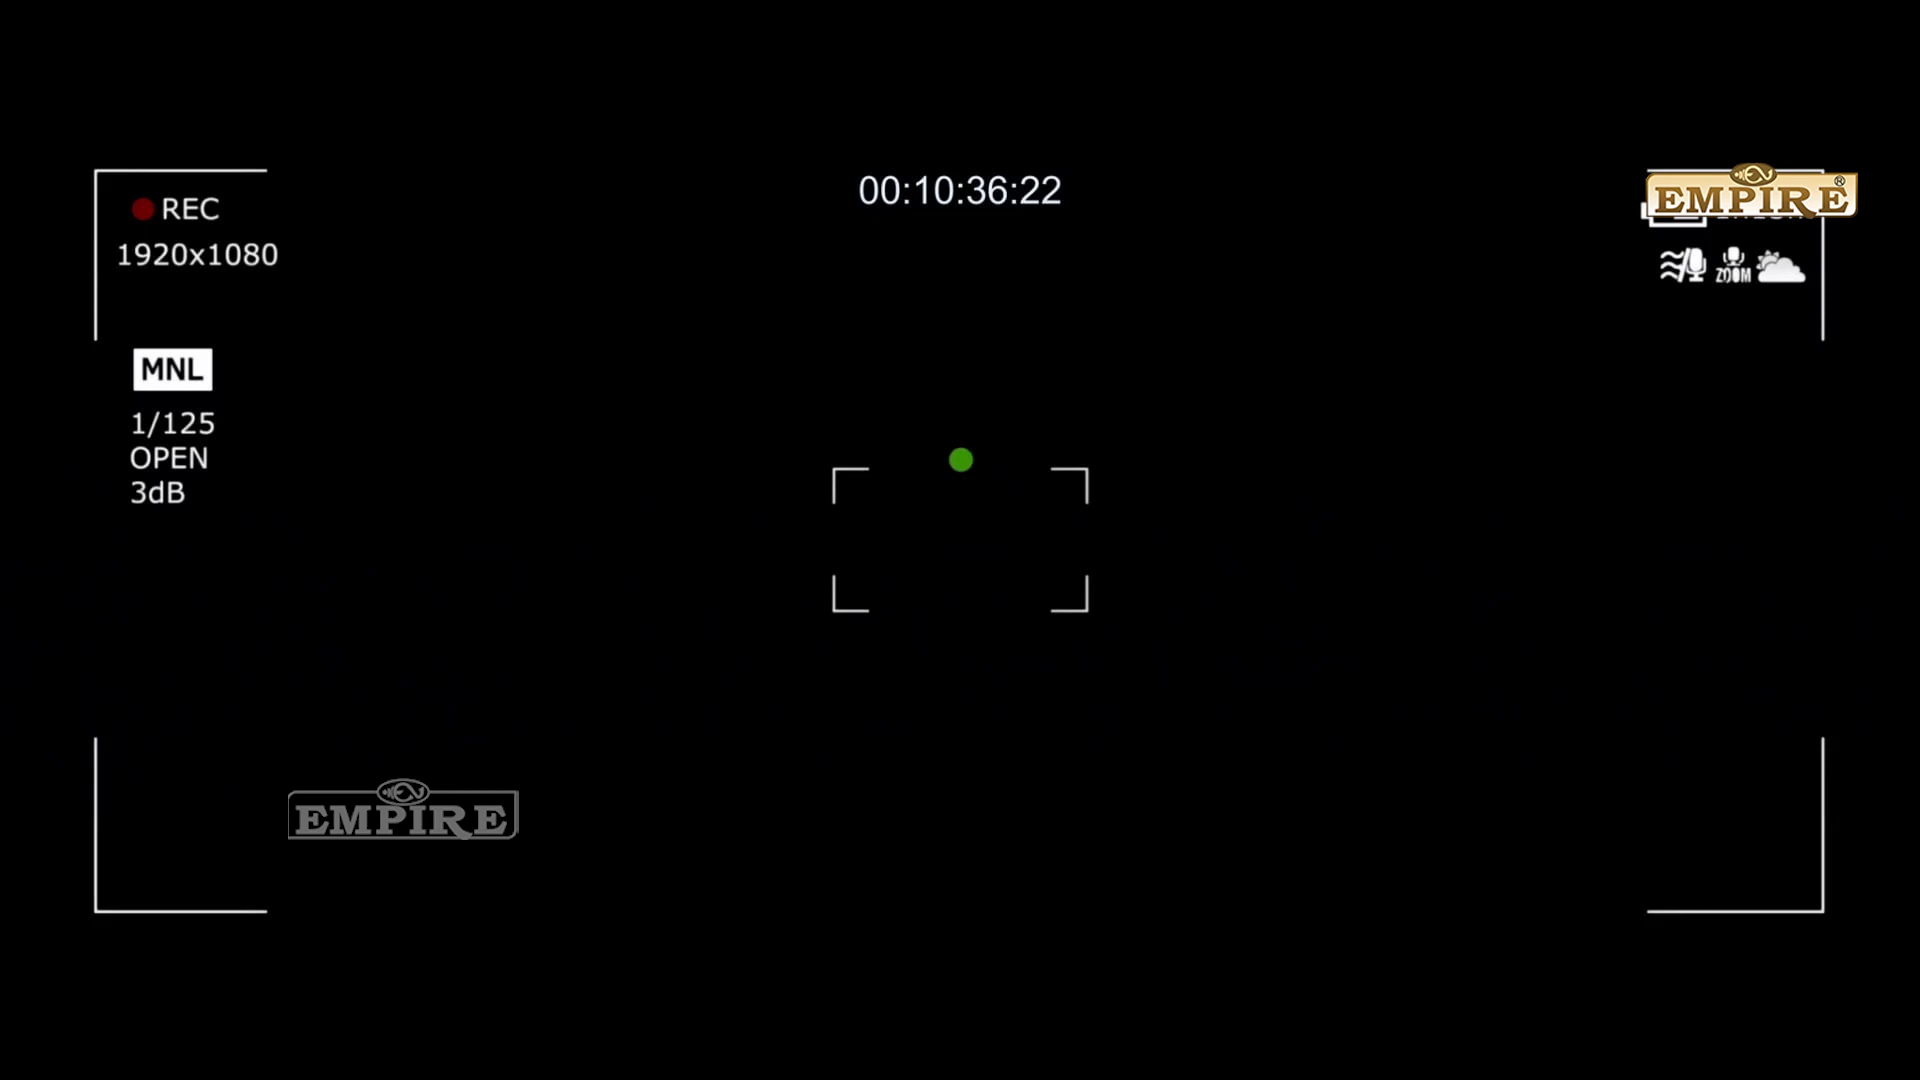 00:10:36:22
REC
1920x1080
EMPIRE®
ZOOM
MNL
1/125
OPEN
3dB
EMPIRE